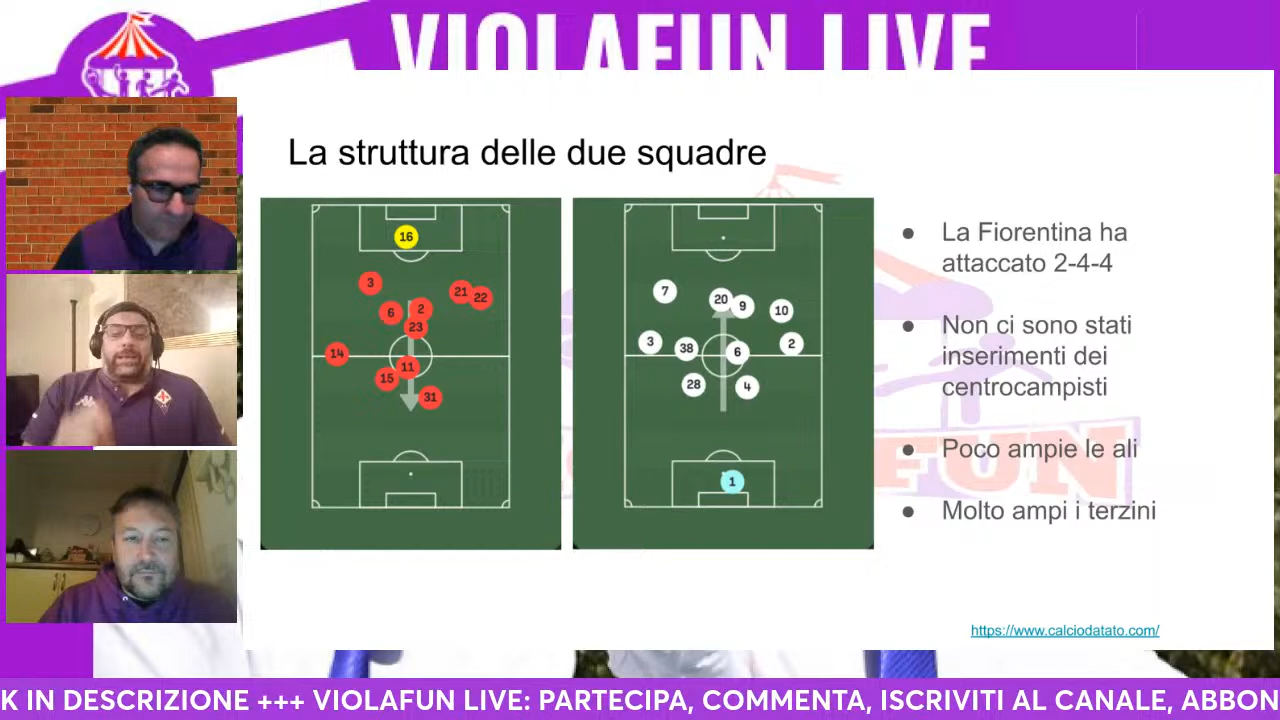 VIOLAFUN LIVE
La struttura delle due squadre
16
3
21
22
6
2
23
14
11
15
31
7
20
9
10
3
38
6
2
28
4
1
La Fiorentina ha
attaccato 2-4-4
Non ci sono stati
inserimenti dei
centrocampisti
Poco ampie le ali
Molto ampi i terzini
FUN
https://www.calciodatato.com/
K IN DESCRIZIONE +++ VIOLAFUN LIVE: PARTECIPA, COMMENTA, ISCRIVITI AL CANALE, ABBON